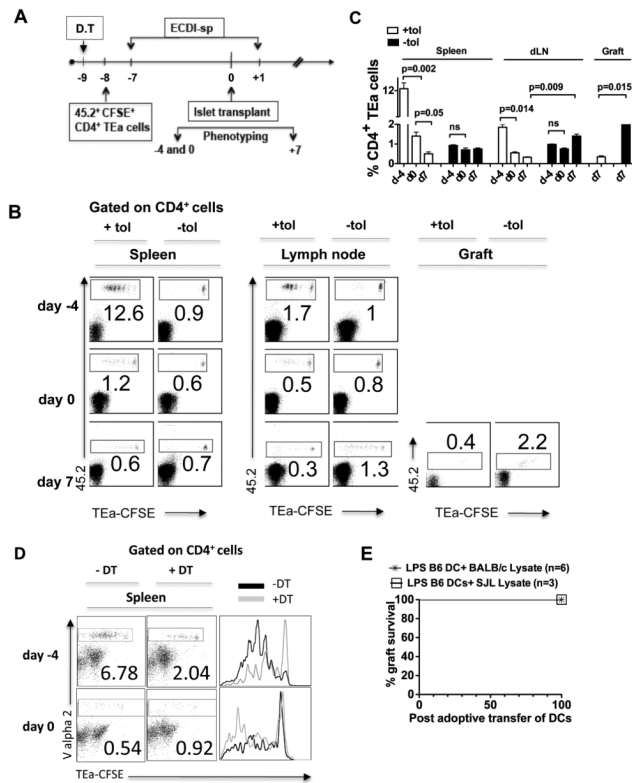 A
D.T
ECDI-sp
-9 -8 -7 0 +1
45.2+ CFSE+
CD4+ TEa cells
Islet transplant
Phenotyping
-4 and 0 +7
C
+tol
-tol
Spleen dLN Graft
% CD4+ TEa cells
12
2
1
0
p=0.002
p=0.05
ns
p=0.014
ns
p=0.009
p=0.015
d-4 d0 d7 d-4 d0 d7 d-4 d0 d7 d-4 d0 d7 d7 d7
B
Gated on CD4+ cells
+ tol -tol +tol -tol +tol -tol
Spleen Lymph node Graft
day -4
12.6 0.9 1.7 1
day 0
1.2 0.6 0.5 0.8
day 7
0.6 0.7 0.3 1.3 0.4 2.2
45.2 45.2 45.2
TEa-CFSE TEa-CFSE TEa-CFSE
D
Gated on CD4+ cells
- DT + DT
-DT
+DT
Spleen
day -4
6.78 2.04
day 0
0.54 0.92
V alpha 2
TEa-CFSE
E
LPS B6 DC+ BALB/c Lysate (n=6)
LPS B6 DCs+ SJL Lysate (n=3)
% graft survival
100
80
60
40
20
0
0 20 40 60 80 100
Post adoptive transfer of DCs